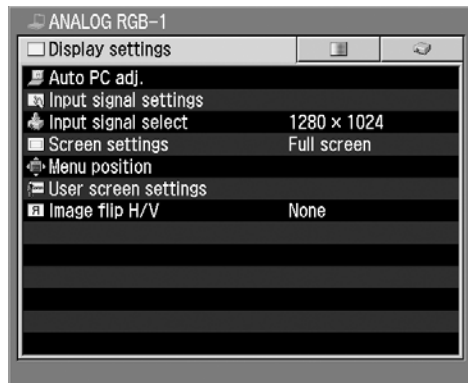 ANALOG RGB-1
Display settings
Auto PC adj.
Input signal settings
Input signal select 1280 × 1024
Screen settings Full screen
Menu position
User screen settings
Image flip H/V None